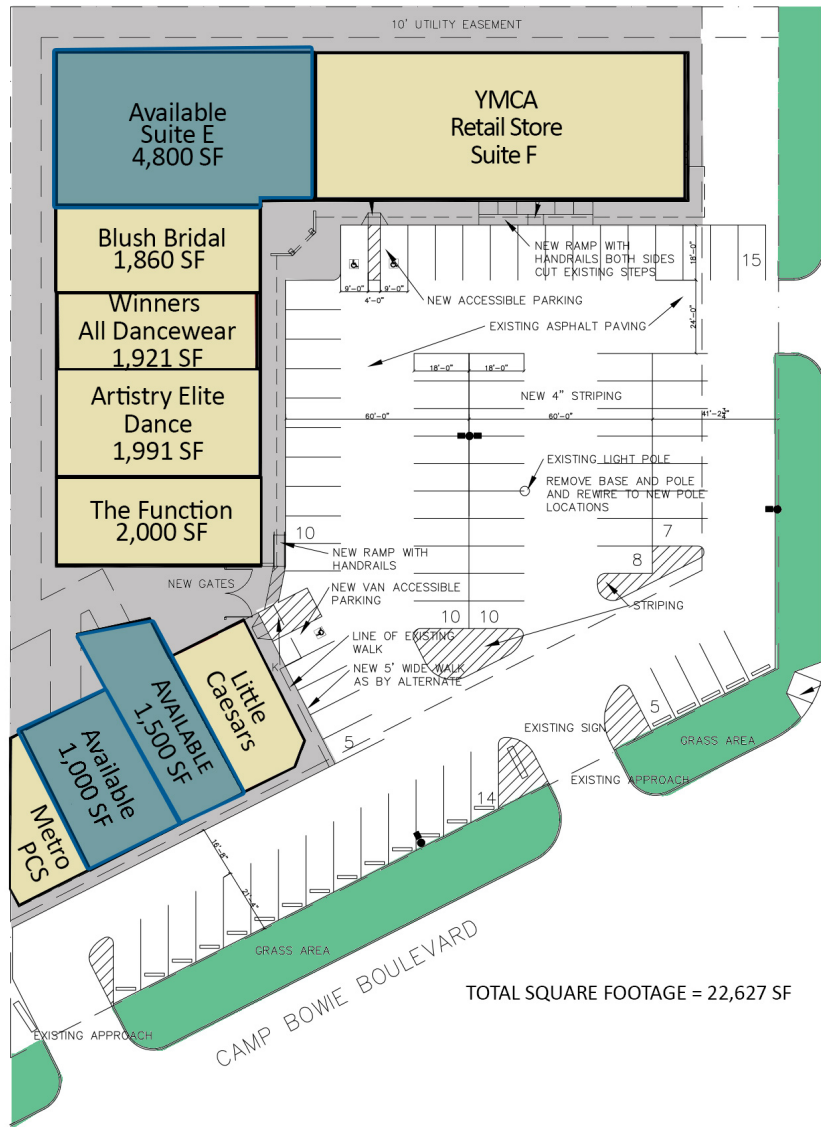 10' UTILITY EASEMENT
Available
Suite E
4,800 SF
YMCA
Retail Store
Suite F
Blush Bridal
1,860 SF
NEW RAMP WITH
HANDRAILS BOTH SIDES
CUT EXISTING STEPS
18'-0"
15
9'-0"
9'-0"
4'-0"
NEW ACCESSIBLE PARKING
Winners
All Dancewear
1,921 SF
EXISTING ASPHALT PAVING
24'-0"
18'-0"
18'-0"
Artistry Elite
Dance
1,991 SF
NEW 4" STRIPING
60'-0"
60'-0"
41'-2¾"
EXISTING LIGHT POLE
REMOVE BASE AND POLE
AND REWIRE TO NEW POLE
LOCATIONS
The Function
2,000 SF
10
7
8
NEW RAMP WITH
HANDRAILS
NEW GATES
NEW VAN ACCESSIBLE
PARKING
STRIPING
10
10
LINE OF EXISTING
WALK
NEW 5' WIDE WALK
AS BY ALTERNATE
K
Little
Caesars
AVAILABLE
1,500 SF
Available
1,000 SF
Metro
PCS
5
5
EXISTING SIGN
GRASS AREA
EXISTING APPROACH
14
16'-8"
21'-4"
GRASS AREA
CAMP BOWIE BOULEVARD
TOTAL SQUARE FOOTAGE = 22,627 SF
EXISTING APPROACH